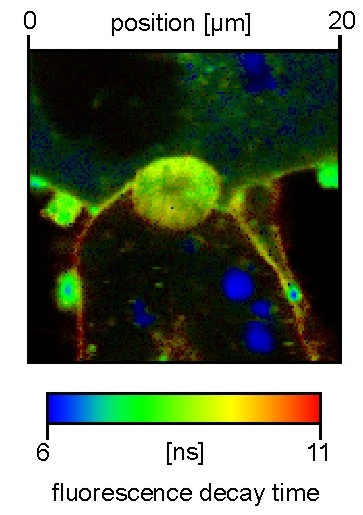 0 position [µm] 20
6 [ns] 11
fluorescence decay time